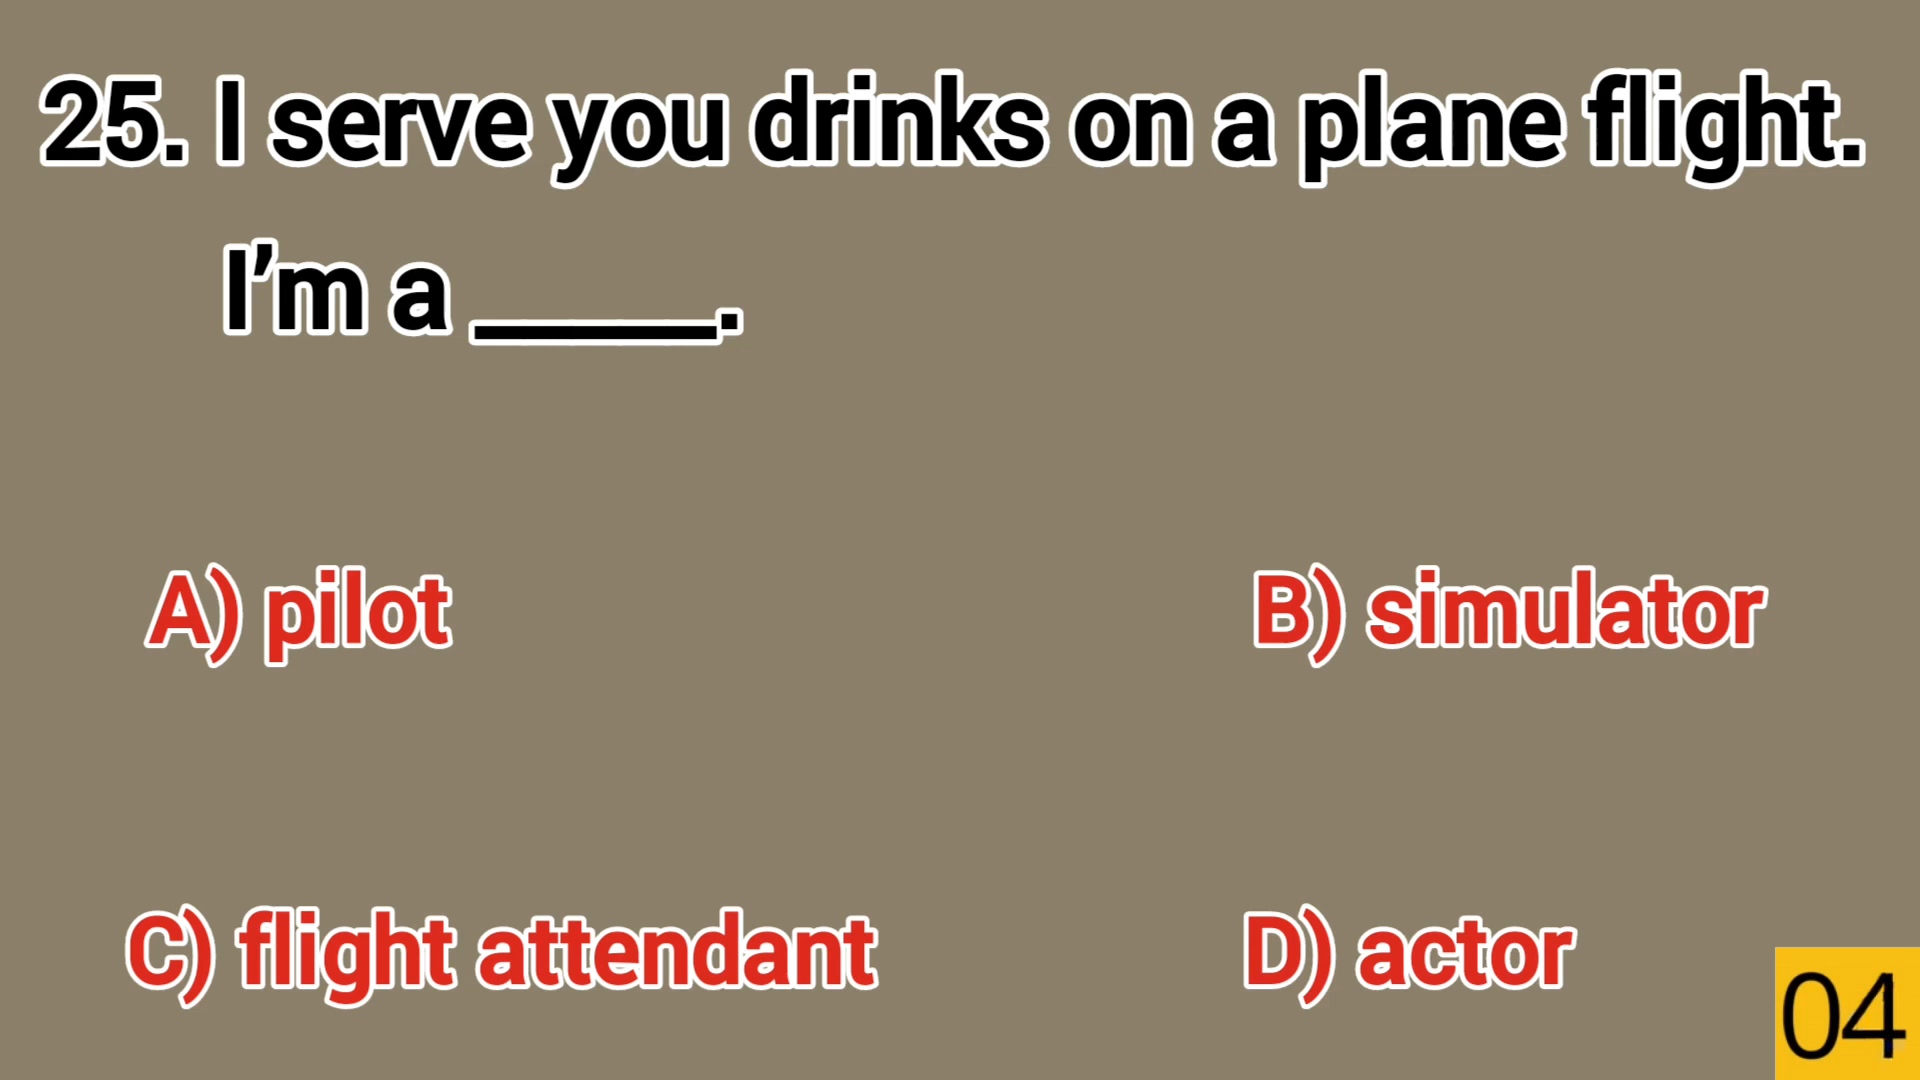 25. I serve you drinks on a plane flight.
I’m a _____.
A) pilot
B) simulator
C) flight attendant
D) actor
04